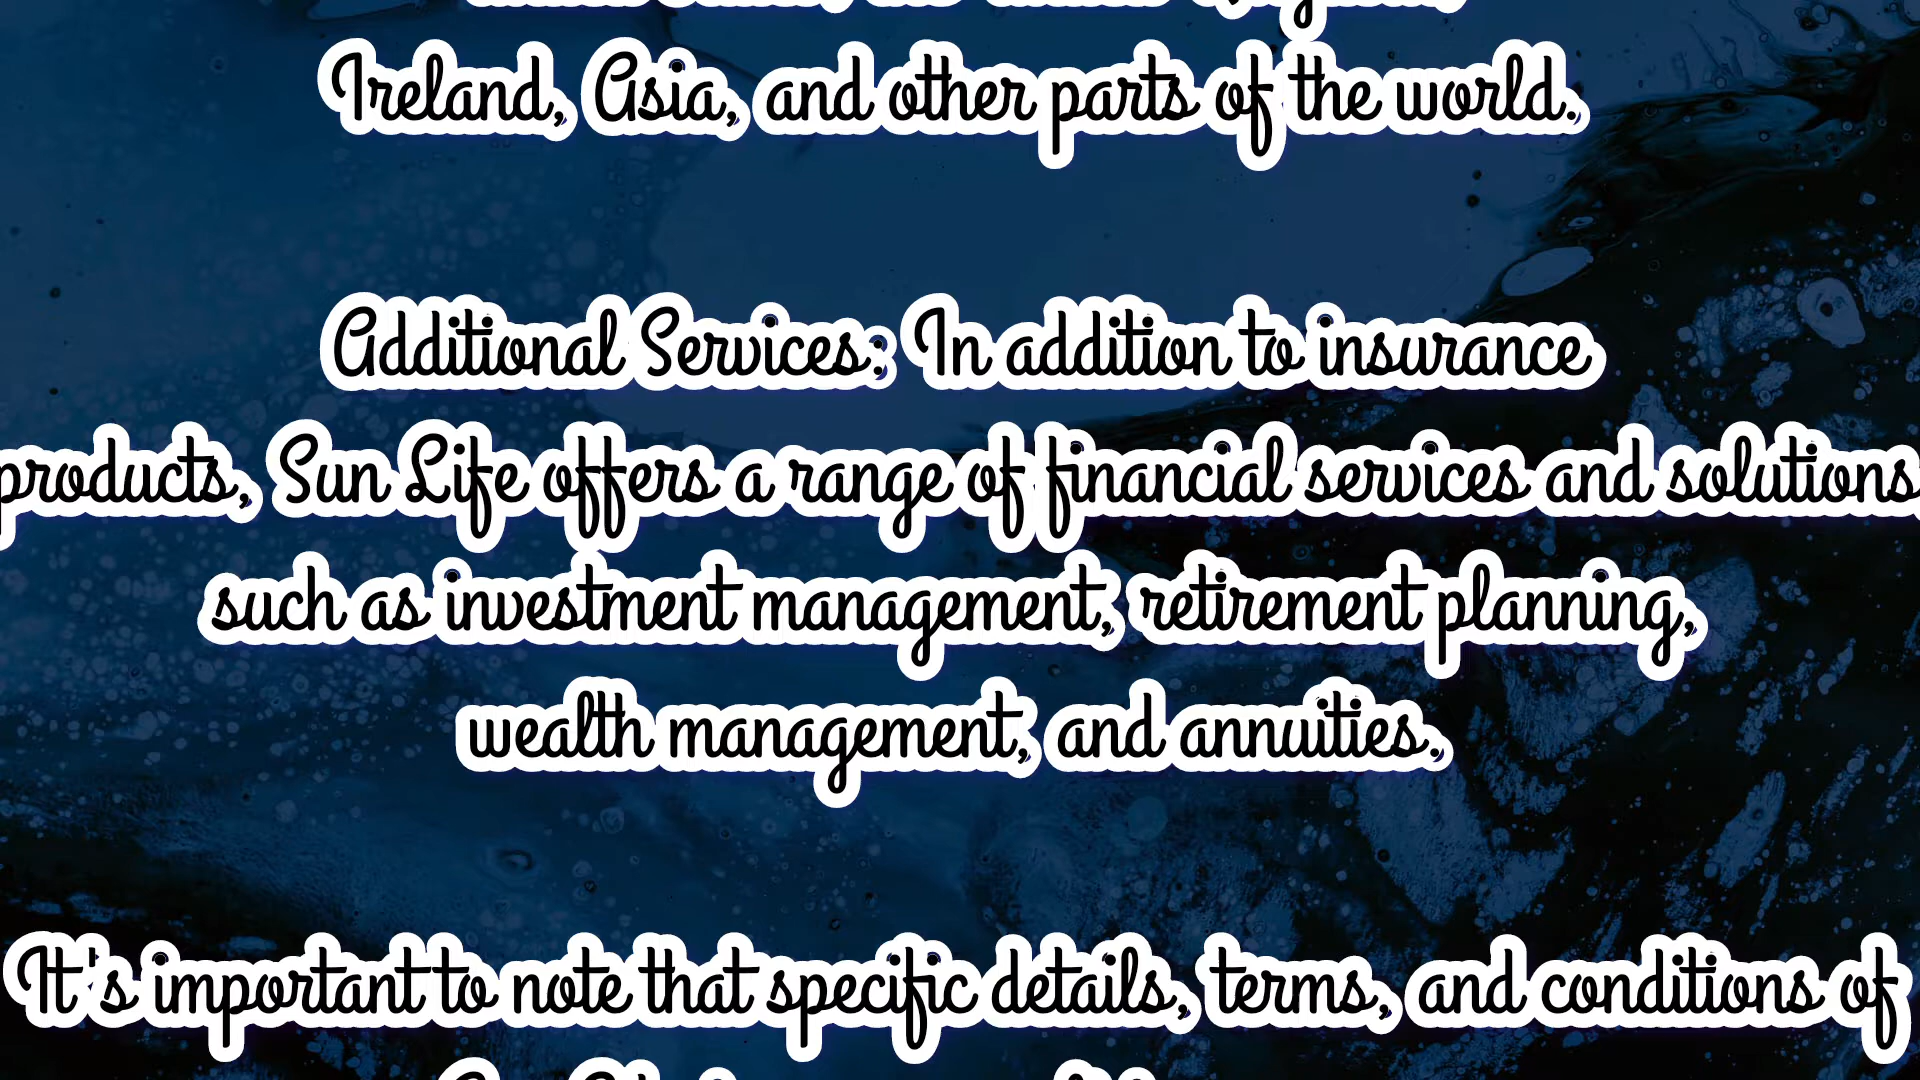 Ireland, Asia, and other parts of the world.
Additional Services: In addition to insurance
products, Sun Life offers a range of financial services and solutions
such as investment management, retirement planning,
wealth management, and annuities.
It's important to note that specific details, terms, and conditions of